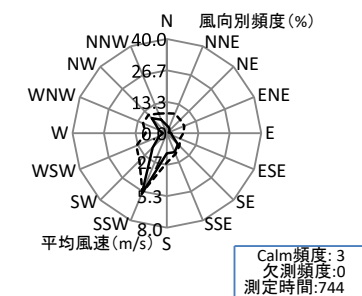 N 風向別頻度(%)
40.0
NNW NNE
NW 26.7 NE
WNW 13.3 ENE
W 0.0 E
WSW 2.7 ESE
SW 5.3 SE
SSW SSE
8.0
平均風速(m/s) S
Calm頻度: 3
欠測頻度:0
測定時間:744